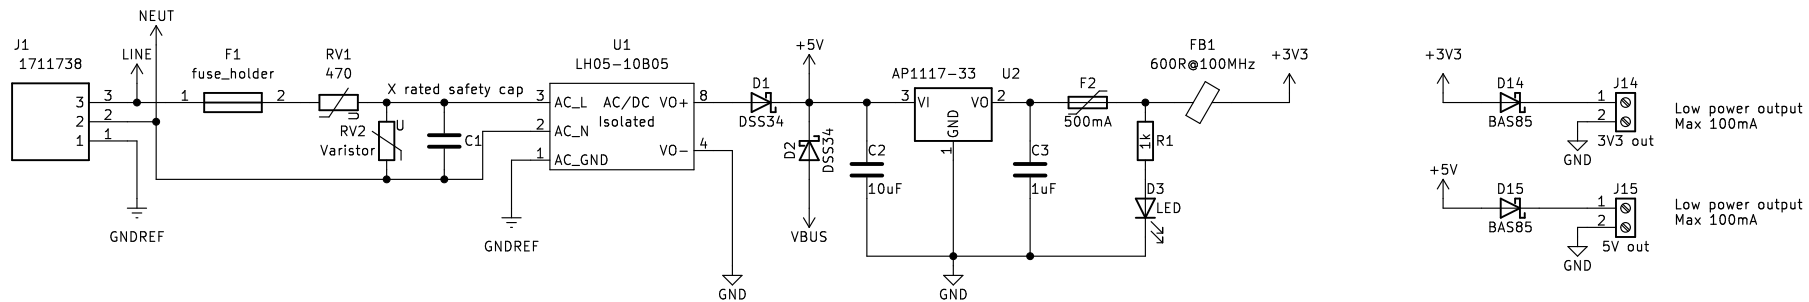 J1
1711738
3
2
1
3
2
1
NEUT
LINE
F1
fuse_holder
1
2
RV1
470
U
RV2
Varistor
U
X rated safety cap
C1
GNDREF
U1
LH05-10B05
3
2
1
AC_L
AC_N
AC_GND
AC/DC
Isolated
VO+
VO-
8
4
GNDREF
GND
D1
DSS34
+5V
D2
DSS34
VBUS
C2
10uF
AP1117-33
U2
3
VI
VO
2
GND
1
GND
C3
1uF
F2
500mA
1k
R1
D3
LED
FB1
600R@100MHz
+3V3
+3V3
D14
BAS85
J14
1
2
3V3 out
GND
Low power output
Max 100mA
+5V
D15
BAS85
J15
1
2
5V out
GND
Low power output
Max 100mA